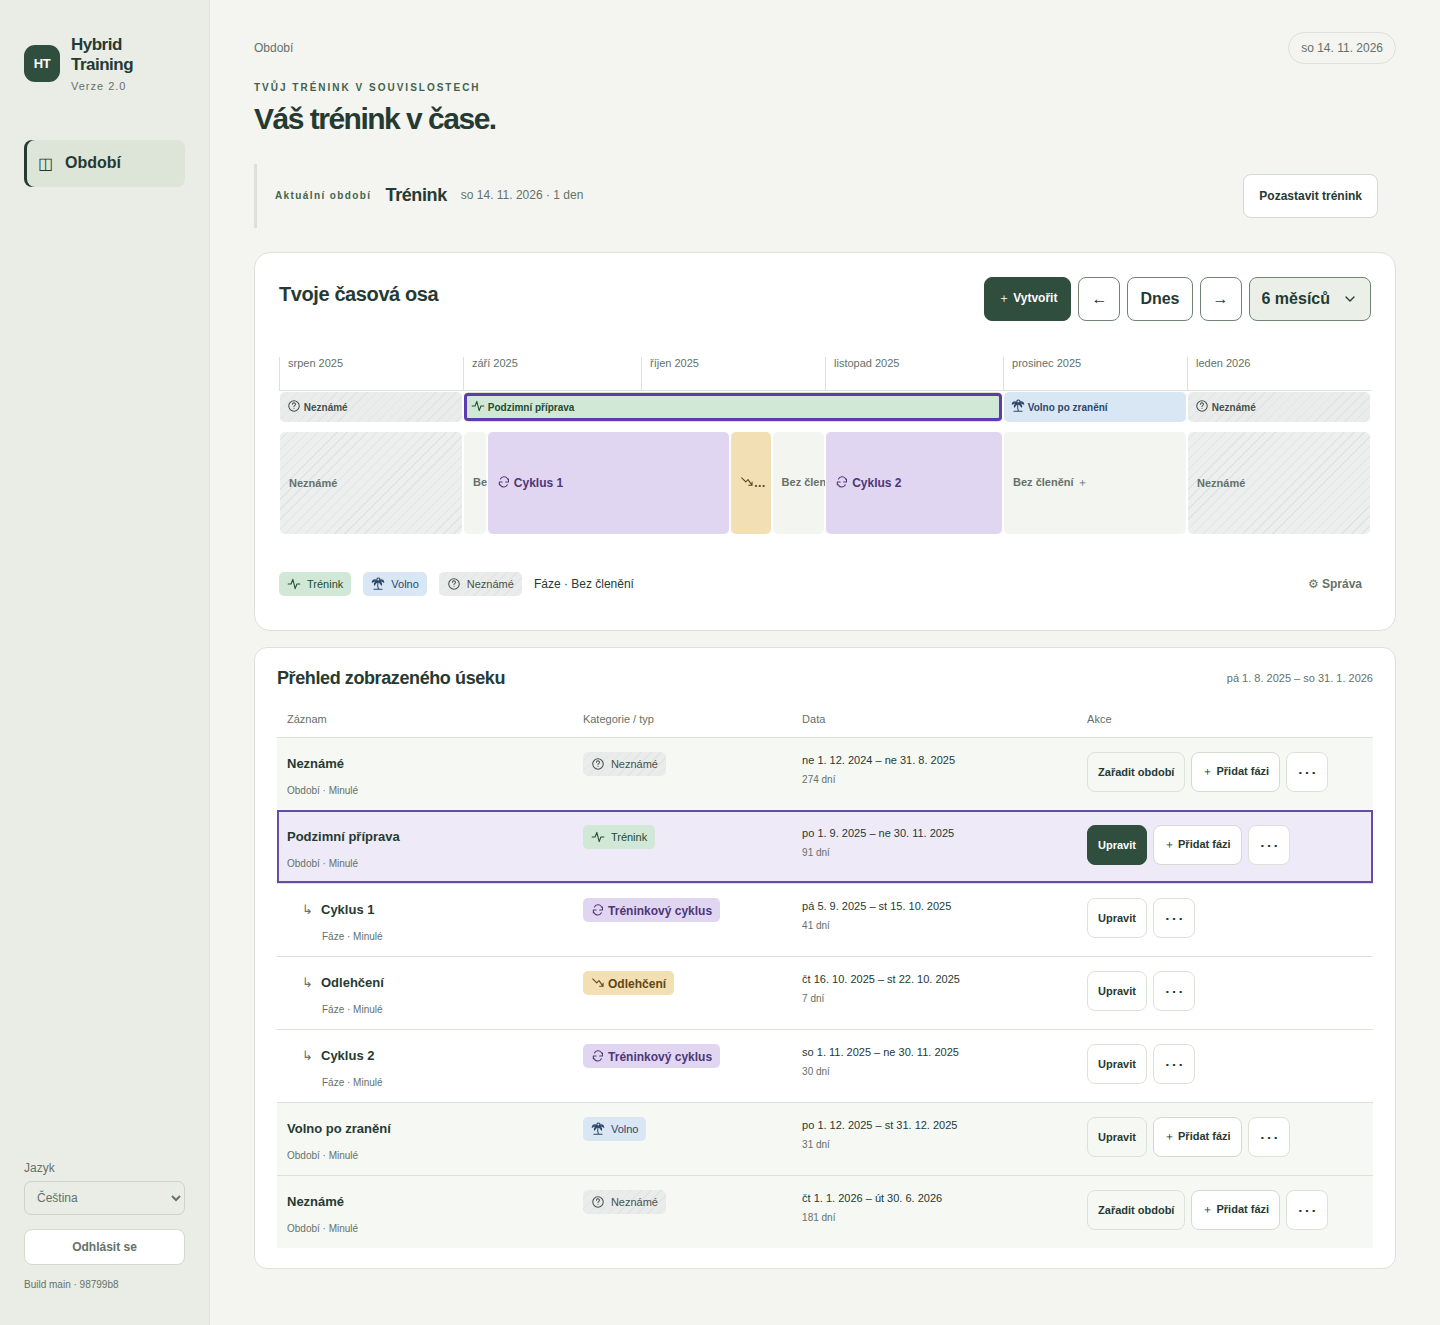 HT
Hybrid
Training
Verze 2.0
Období
Jazyk
Čeština
Odhlásit se
Build main · 98799b8
Období
so 14. 11. 2026
TVŮJ TRÉNINK V SOUVISLOSTECH
Váš trénink v čase.
Aktuální období Trénink so 14. 11. 2026 · 1 den
Pozastavit trénink
Tvoje časová osa
+ Vytvořit ← Dnes → 6 měsíců
srpen 2025 září 2025 říjen 2025 listopad 2025 prosinec 2025 leden 2026
Neznámé Podzimní příprava Volno po zranění Neznámé
Neznámé Be Cyklus 1 ... Bez člen Cyklus 2 Bez členění + Neznámé
Trénink Volno Neznámé Fáze · Bez členění ⚙ Správa
Přehled zobrazeného úseku
pá 1. 8. 2025 – so 31. 1. 2026
Záznam Kategorie / typ Data Akce
Neznámé Neznámé ne 1. 12. 2024 – ne 31. 8. 2025 Zařadit období + Přidat fázi ···
Období · Minulé 274 dní
Podzimní příprava Trénink po 1. 9. 2025 – ne 30. 11. 2025 Upravit + Přidat fázi ···
Období · Minulé 91 dní
↳ Cyklus 1 Tréninkový cyklus pá 5. 9. 2025 – st 15. 10. 2025 Upravit ···
Fáze · Minulé 41 dní
↳ Odlehčení Odlehčení čt 16. 10. 2025 – st 22. 10. 2025 Upravit ···
Fáze · Minulé 7 dní
↳ Cyklus 2 Tréninkový cyklus so 1. 11. 2025 – ne 30. 11. 2025 Upravit ···
Fáze · Minulé 30 dní
Volno po zranění Volno po 1. 12. 2025 – st 31. 12. 2025 Upravit + Přidat fázi ···
Období · Minulé 31 dní
Neznámé Neznámé čt 1. 1. 2026 – út 30. 6. 2026 Zařadit období + Přidat fázi ···
Období · Minulé 181 dní